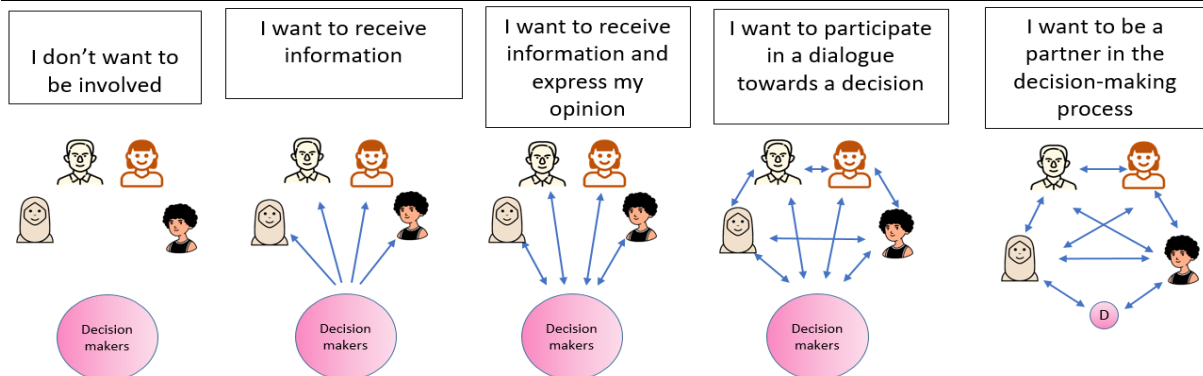 I don’t want to
be involved
I want to receive
information
I want to receive
information and
express my
opinion
I want to participate
in a dialogue
towards a decision
I want to be a
partner in the
decision-making
process
Decision
makers
Decision
makers
Decision
makers
Decision
makers
D